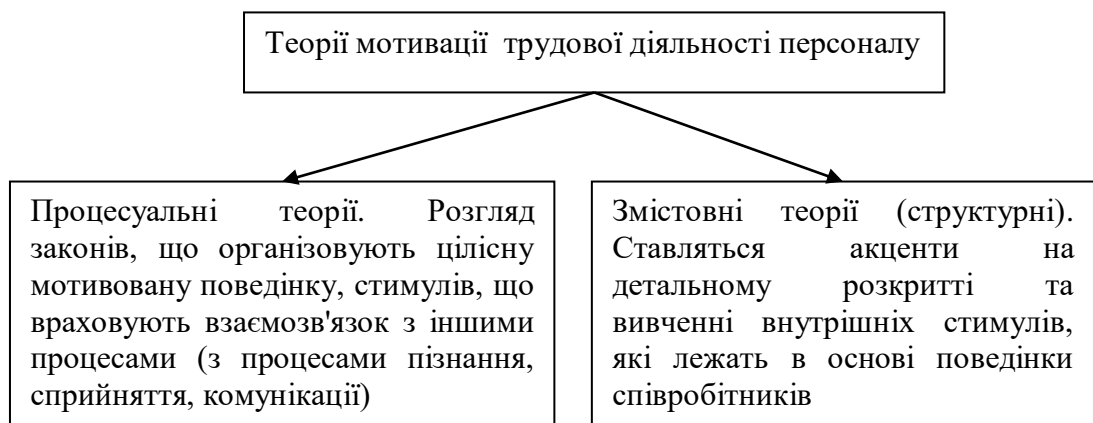 Теорії мотивації трудової діяльності персоналу
Процесуальні теорії. Розгляд
законів, що організовують цілісну
мотивовану поведінку, стимулів, що
враховують взаємозв'язок з іншими
процесами (з процесами пізнання,
сприйняття, комунікації)
Змістовні теорії (структурні).
Ставляться акценти на
детальному розкритті та
вивченні внутрішніх стимулів,
які лежать в основі поведінки
співробітників